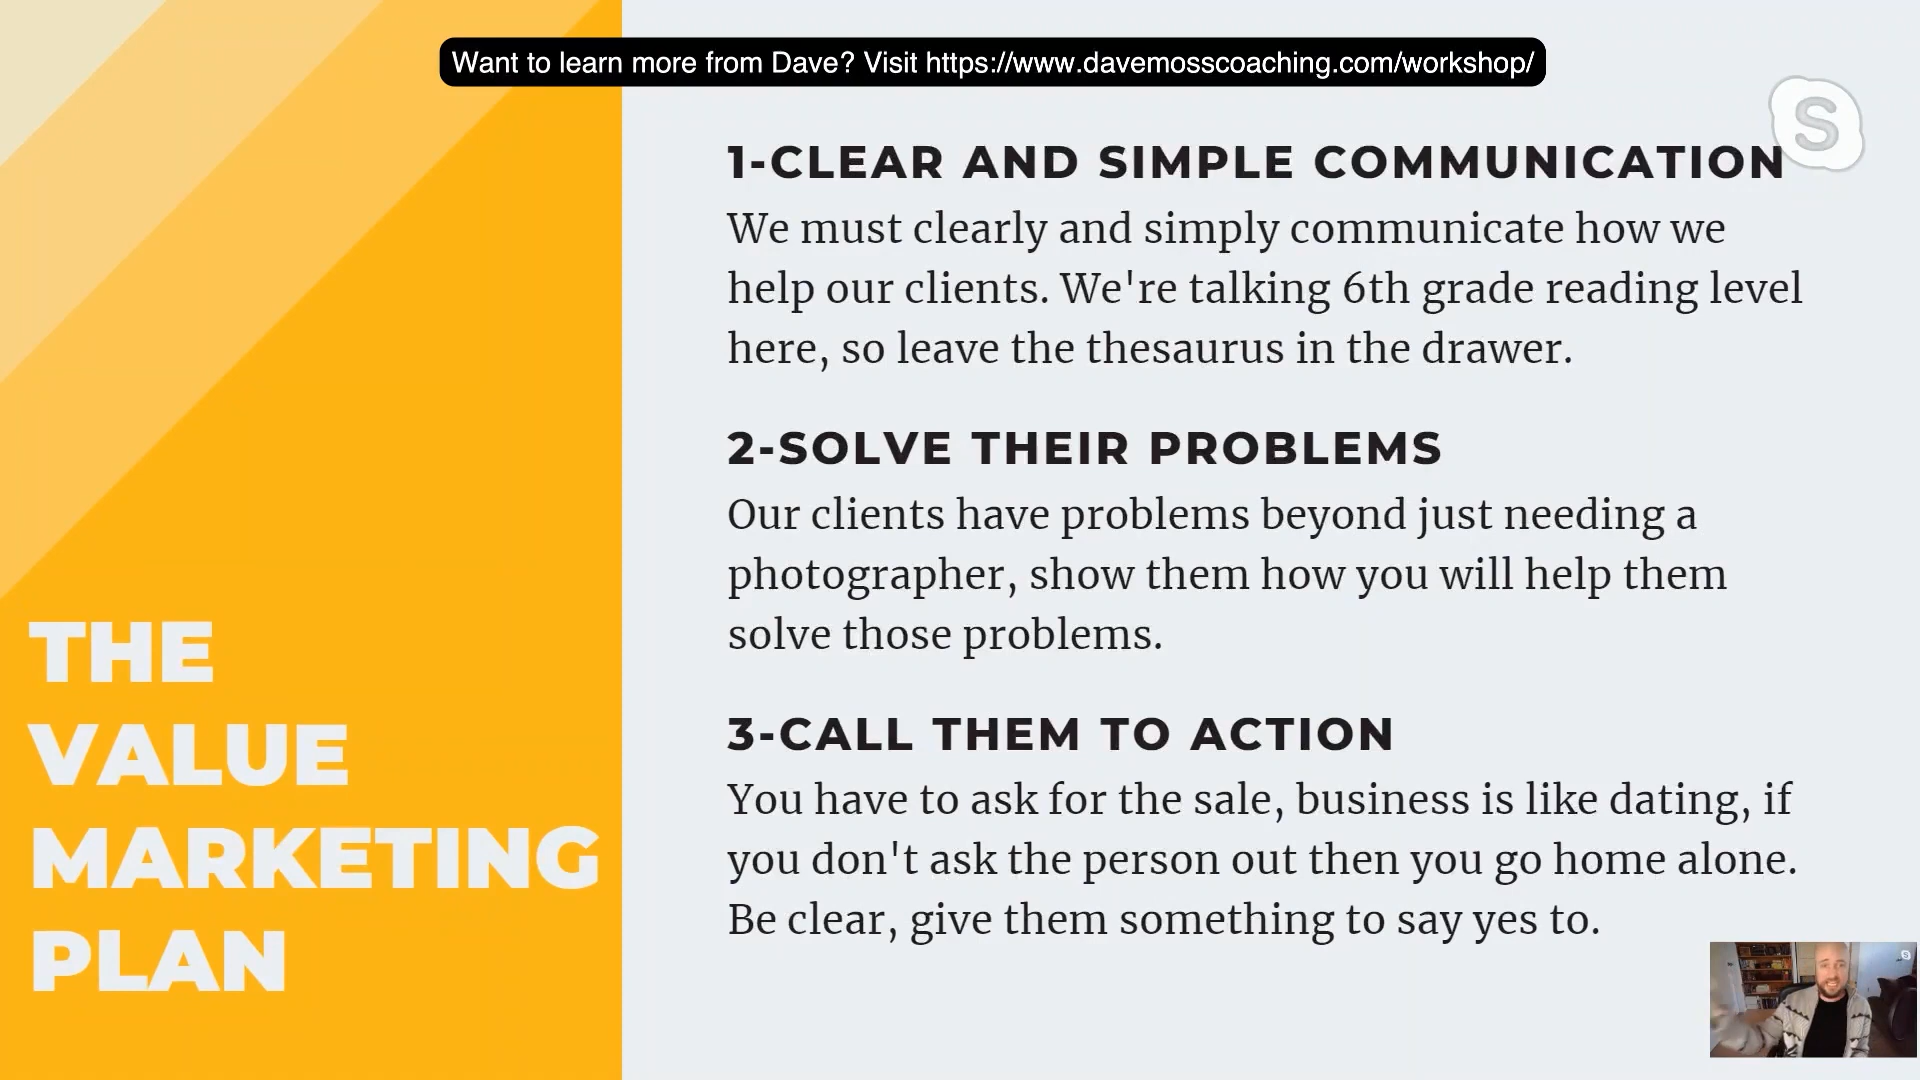 Want to learn more from Dave? Visit https://www.davemosscoaching.com/workshop/
S
1-CLEAR AND SIMPLE COMMUNICATION
We must clearly and simply communicate how we
help our clients. We're talking 6th grade reading level
here, so leave the thesaurus in the drawer.
2-SOLVE THEIR PROBLEMS
Our clients have problems beyond just needing a
photographer, show them how you will help them
solve those problems.
3-CALL THEM TO ACTION
You have to ask for the sale, business is like dating, if
you don't ask the person out then you go home alone.
Be clear, give them something to say yes to.
THE
VALUE
MARKETING
PLAN